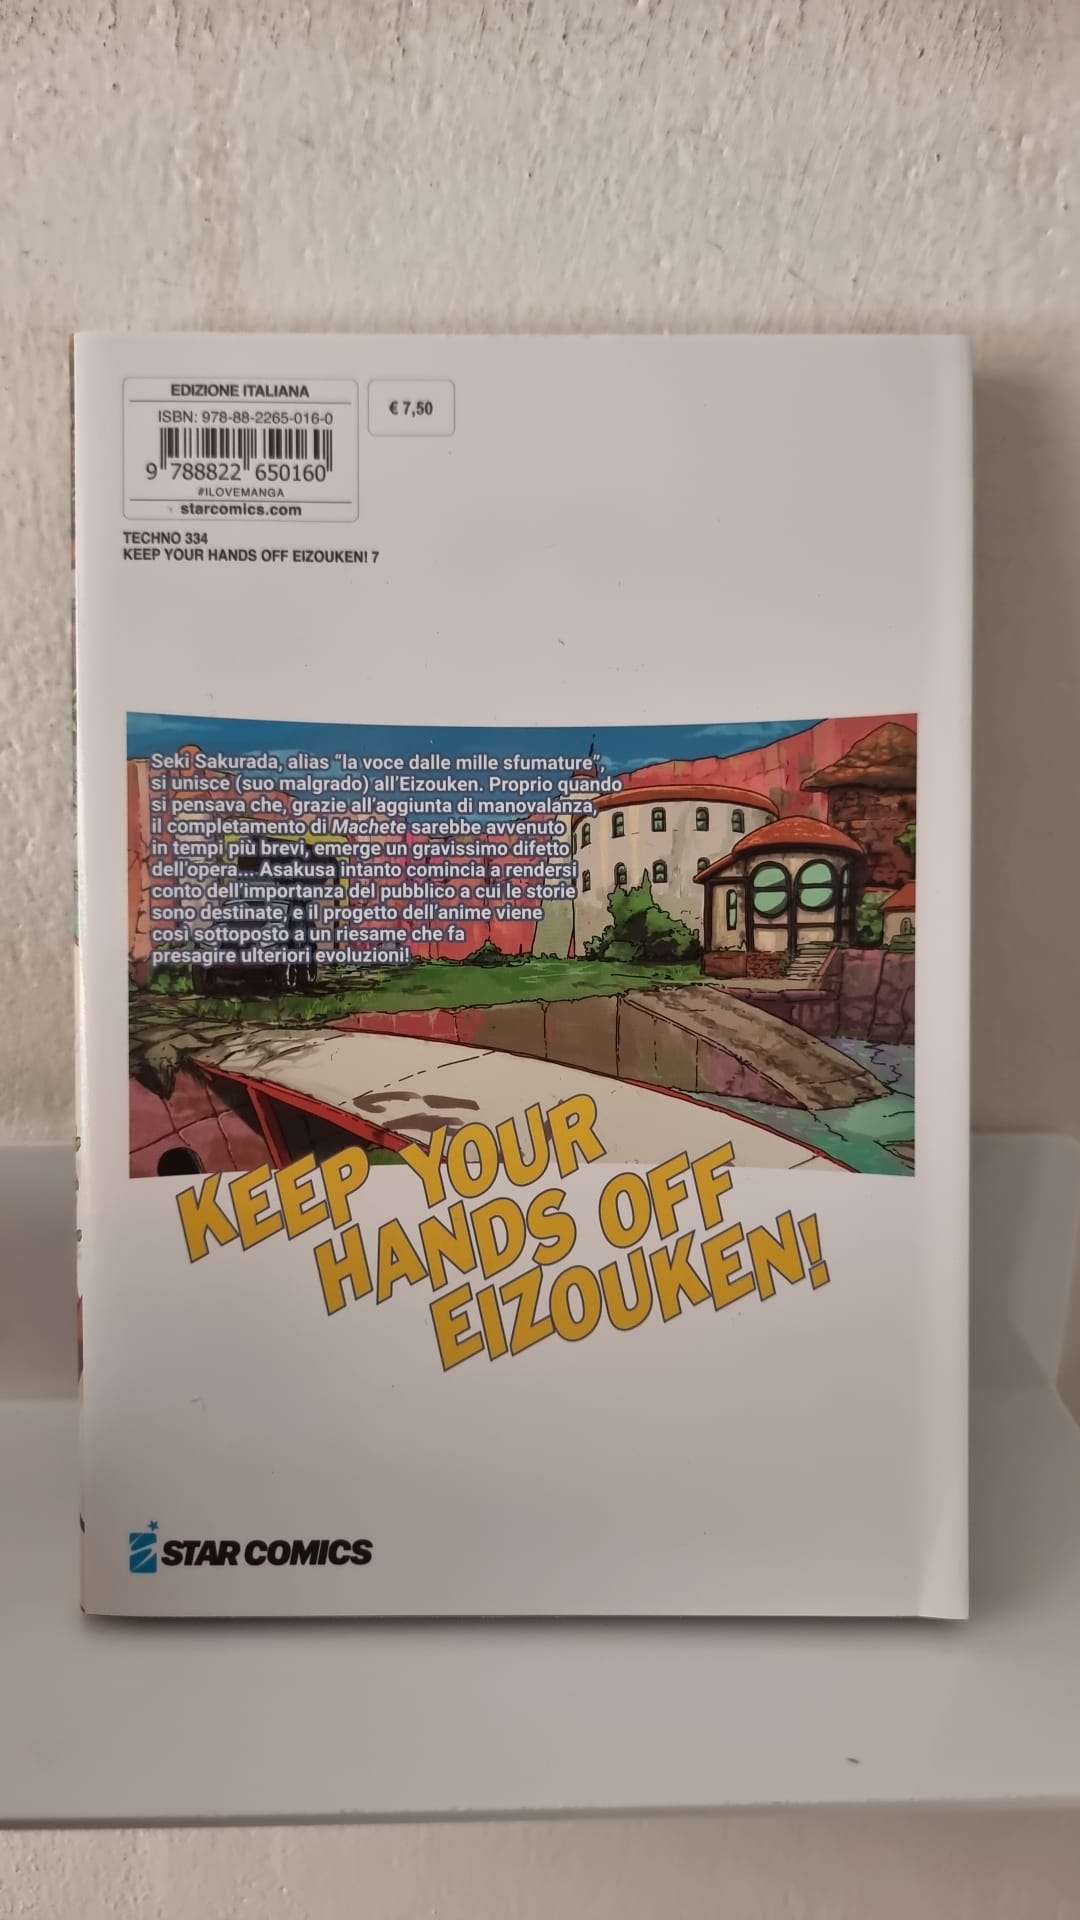 EDIZIONE ITALIANA
€ 7,50
ISBN: 978-88-2265-016-0
9 788822 650160
#ILOVEMANGA
starcomics.com
TECHNO 334
KEEP YOUR HANDS OFF EIZOUKEN! 7
Seki Sakurada, alias “la voce dalle mille sfumature”,
si unisce (suo malgrado) all’Eizouken. Proprio quando
si pensava che, grazie all’aggiunta di manovalanza,
il completamento di Machete sarebbe avvenuto
in tempi più brevi, emerge un gravissimo difetto
dell’opera... Asakusa intanto comincia a rendersi
conto dell’importanza del pubblico a cui le storie
sono destinate, e il progetto dell’anime viene
così sottoposto a un riesame che fa
presagire ulteriori evoluzioni!
KEEP YOUR
HANDS OFF
EIZOUKEN!
STAR COMICS